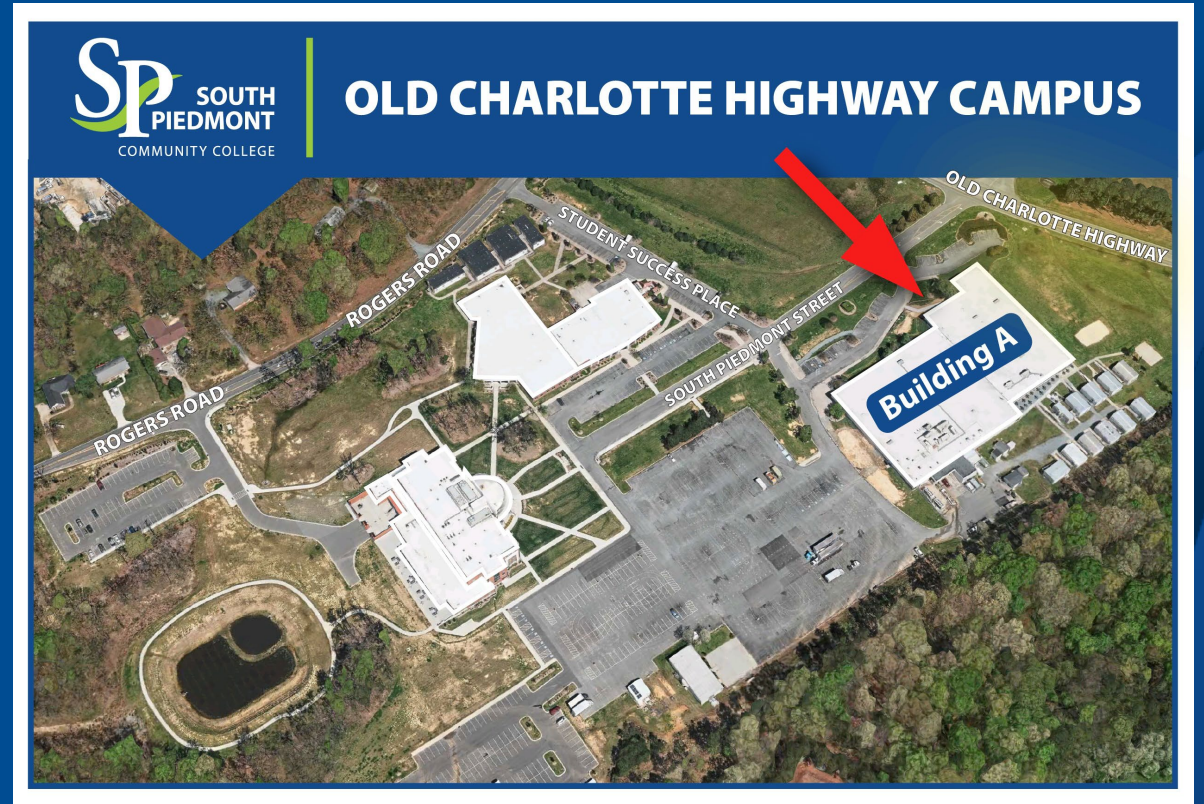 SP SOUTH
PIEDMONT
COMMUNITY COLLEGE
OLD CHARLOTTE HIGHWAY CAMPUS
OLD CHARLOTTE HIGHWAY
STUDENT SUCCESS PLACE
ROGERS ROAD
SOUTH PIEDMONT STREET
Building A
ROGERS ROAD